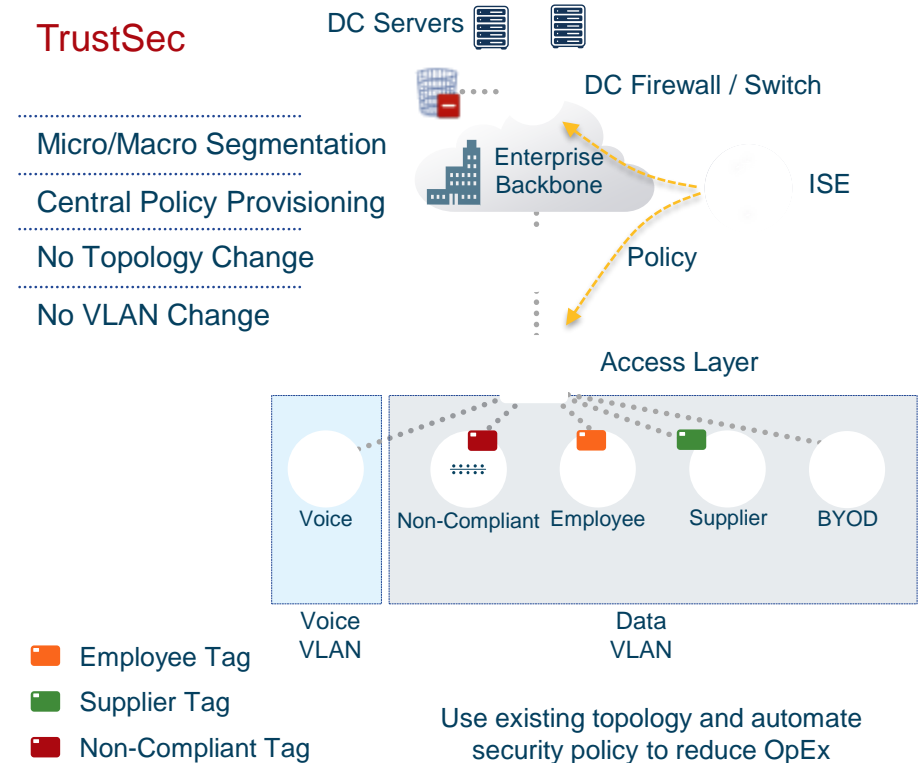 TrustSec
DC Servers
DC Firewall / Switch
Micro/Macro Segmentation
Central Policy Provisioning
No Topology Change
No VLAN Change
Enterprise
Backbone
ISE
Policy
Access Layer
Voice
Non-Compliant
Employee
Supplier
BYOD
Voice
VLAN
Data
VLAN
Employee Tag
Supplier Tag
Non-Compliant Tag
Use existing topology and automate
security policy to reduce OpEx